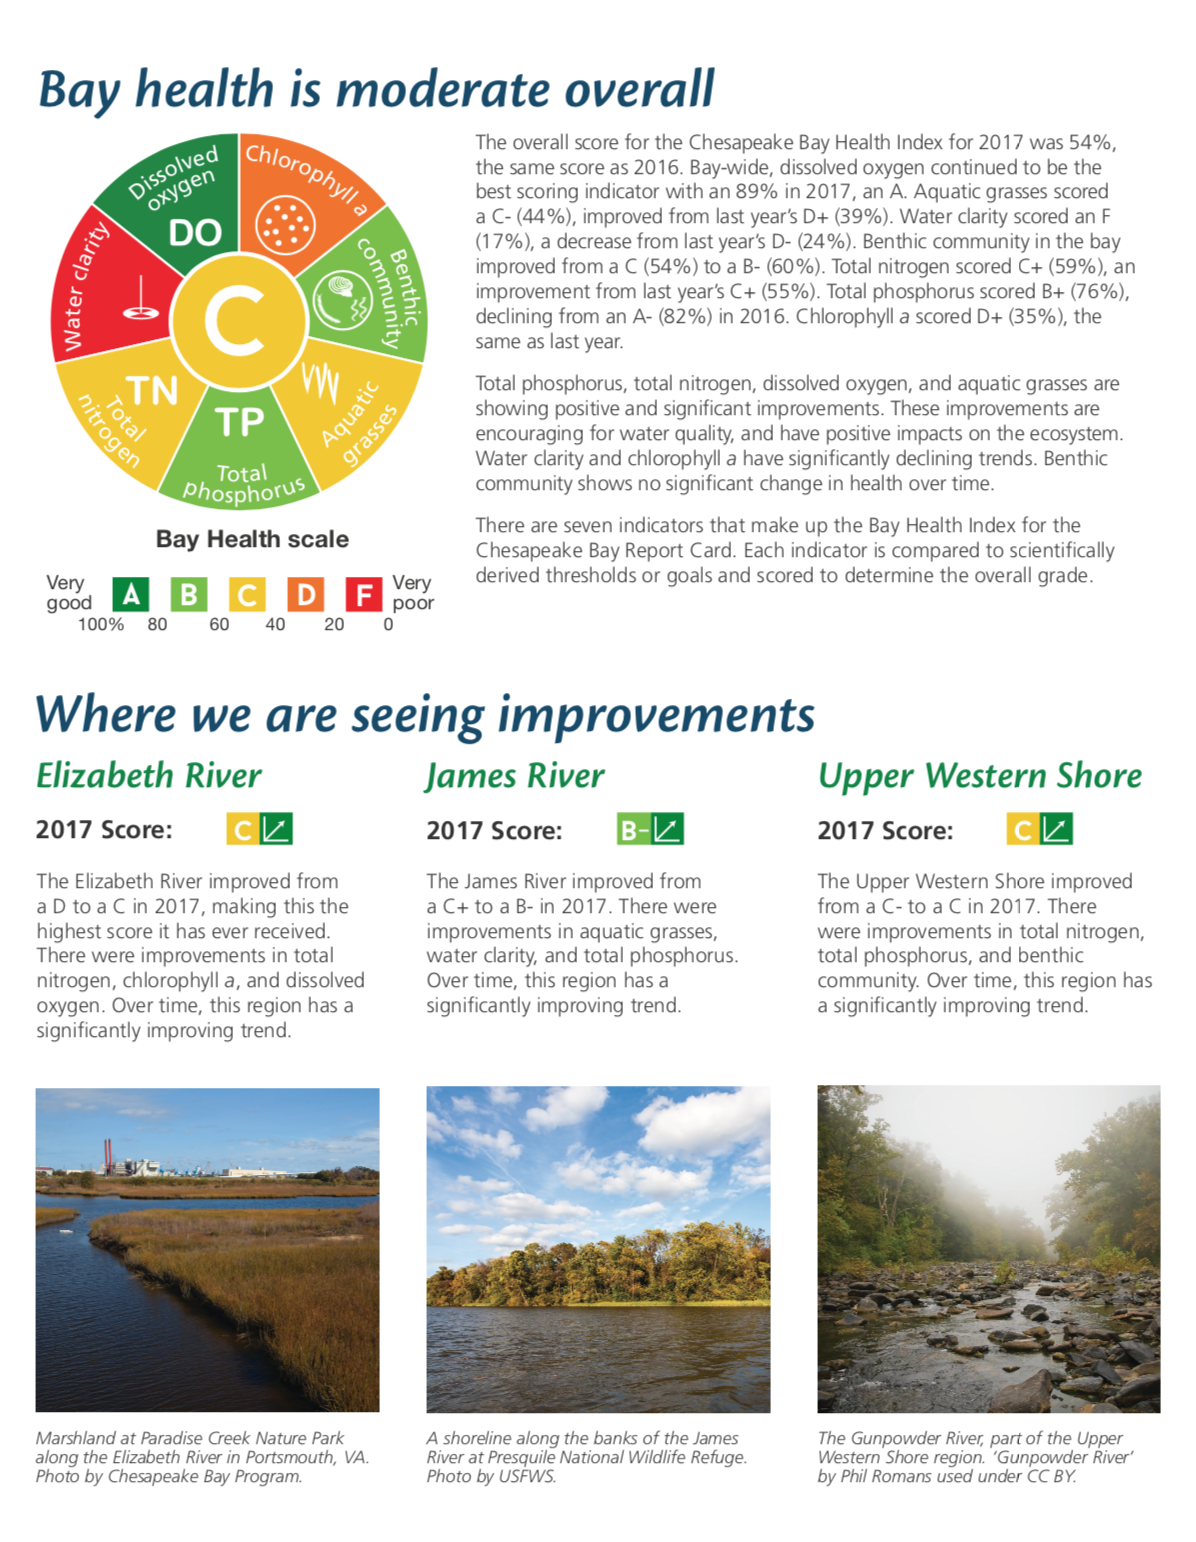 Bay health is moderate overall
Dissolved
oxygen
DO
Chlorophyll a
Benthic
community
Aquatic
grasses
TP
Total
phosphorus
TN
Total
nitrogen
Water clarity
C
Bay Health scale
Very
good
A B C D F
Very
poor
100% 80 60 40 20 0
The overall score for the Chesapeake Bay Health Index for 2017 was 54%,
the same score as 2016. Bay-wide, dissolved oxygen continued to be the
best scoring indicator with an 89% in 2017, an A. Aquatic grasses scored
a C- (44%), improved from last year’s D+ (39%). Water clarity scored an F
(17%), a decrease from last year’s D- (24%). Benthic community in the bay
improved from a C (54%) to a B- (60%). Total nitrogen scored C+ (59%), an
improvement from last year’s C+ (55%). Total phosphorus scored B+ (76%),
declining from an A- (82%) in 2016. Chlorophyll a scored D+ (35%), the
same as last year.
Total phosphorus, total nitrogen, dissolved oxygen, and aquatic grasses are
showing positive and significant improvements. These improvements are
encouraging for water quality, and have positive impacts on the ecosystem.
Water clarity and chlorophyll a have significantly declining trends. Benthic
community shows no significant change in health over time.
There are seven indicators that make up the Bay Health Index for the
Chesapeake Bay Report Card. Each indicator is compared to scientifically
derived thresholds or goals and scored to determine the overall grade.
Where we are seeing improvements
Elizabeth River
2017 Score: C
The Elizabeth River improved from
a D to a C in 2017, making this the
highest score it has ever received.
There were improvements in total
nitrogen, chlorophyll a, and dissolved
oxygen. Over time, this region has a
significantly improving trend.
Marshland at Paradise Creek Nature Park
along the Elizabeth River in Portsmouth, VA.
Photo by Chesapeake Bay Program.
James River
2017 Score: B-
The James River improved from
a C+ to a B- in 2017. There were
improvements in aquatic grasses,
water clarity, and total phosphorus.
Over time, this region has a
significantly improving trend.
A shoreline along the banks of the James
River at Presquile National Wildlife Refuge.
Photo by USFWS.
Upper Western Shore
2017 Score: C
The Upper Western Shore improved
from a C- to a C in 2017. There
were improvements in total nitrogen,
total phosphorus, and benthic
community. Over time, this region has
a significantly improving trend.
The Gunpowder River, part of the Upper
Western Shore region. ‘Gunpowder River’
by Phil Romans used under CC BY.